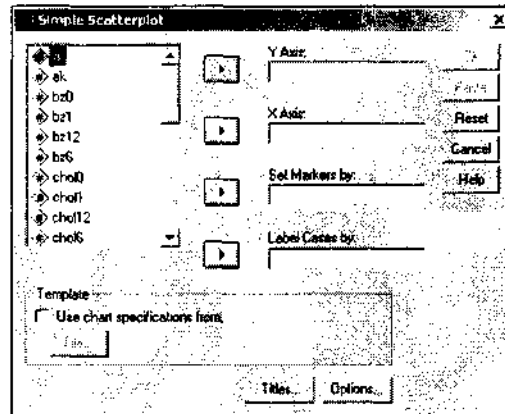 Simple Scatterplot
ak
bz0
bz1
bz12
bz6
chol0
chol1
chol12
chol6
Y Axis:
X Axis:
Set Markers by:
Label Cases by:
Reset
Cancel
Help
Template
Use chart specifications from:
Titles...
Options...